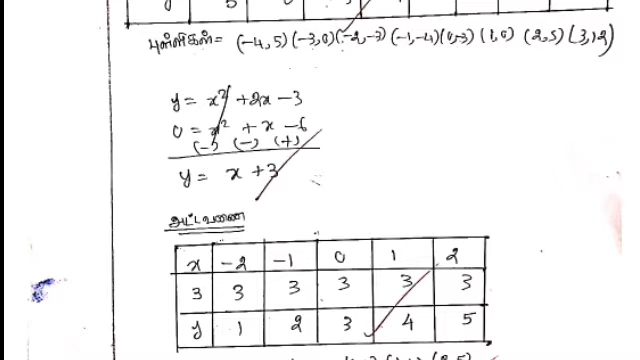 y 5 0
புள்ளிகள் = (-4, 5) (-3, 0) (-2, -3) (-1, -4) (0, -3) (1, 0) (2, 5) (3, 12)
y = x² + 2x - 3
0 = x² + x - 6
(-) (-) (+)
y = x + 3
அட்டவணை
x -2 -1 0 1 2
3 3 3 3 3 3
y 1 2 3 4 5